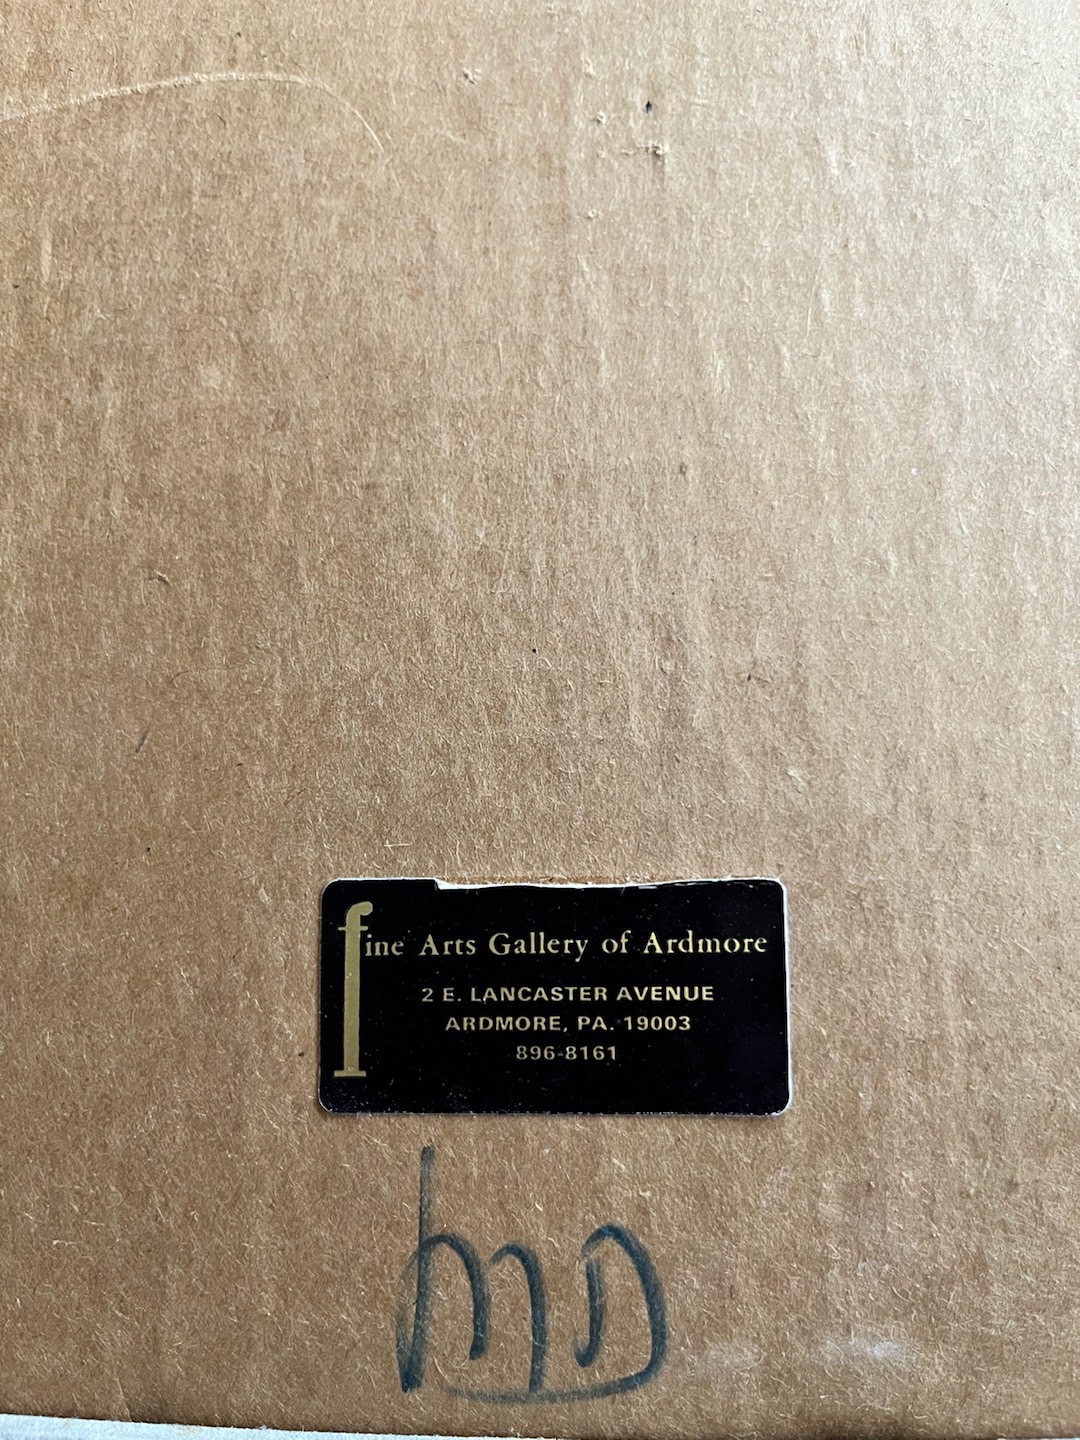 fine Arts Gallery of Ardmore
2 E. LANCASTER AVENUE
ARDMORE, PA. 19003
896-8161